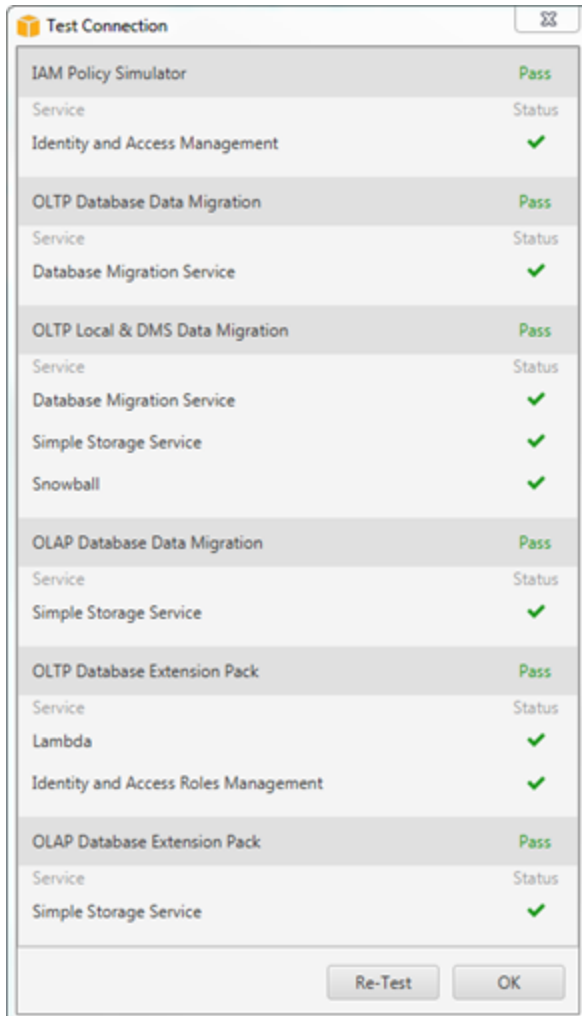 Test Connection
IAM Policy Simulator Pass
Service Status
Identity and Access Management
OLTP Database Data Migration Pass
Service Status
Database Migration Service
OLTP Local & DMS Data Migration Pass
Service Status
Database Migration Service
Simple Storage Service
Snowball
OLAP Database Data Migration Pass
Service Status
Simple Storage Service
OLTP Database Extension Pack Pass
Service Status
Lambda
Identity and Access Roles Management
OLAP Database Extension Pack Pass
Service Status
Simple Storage Service
Re-Test OK